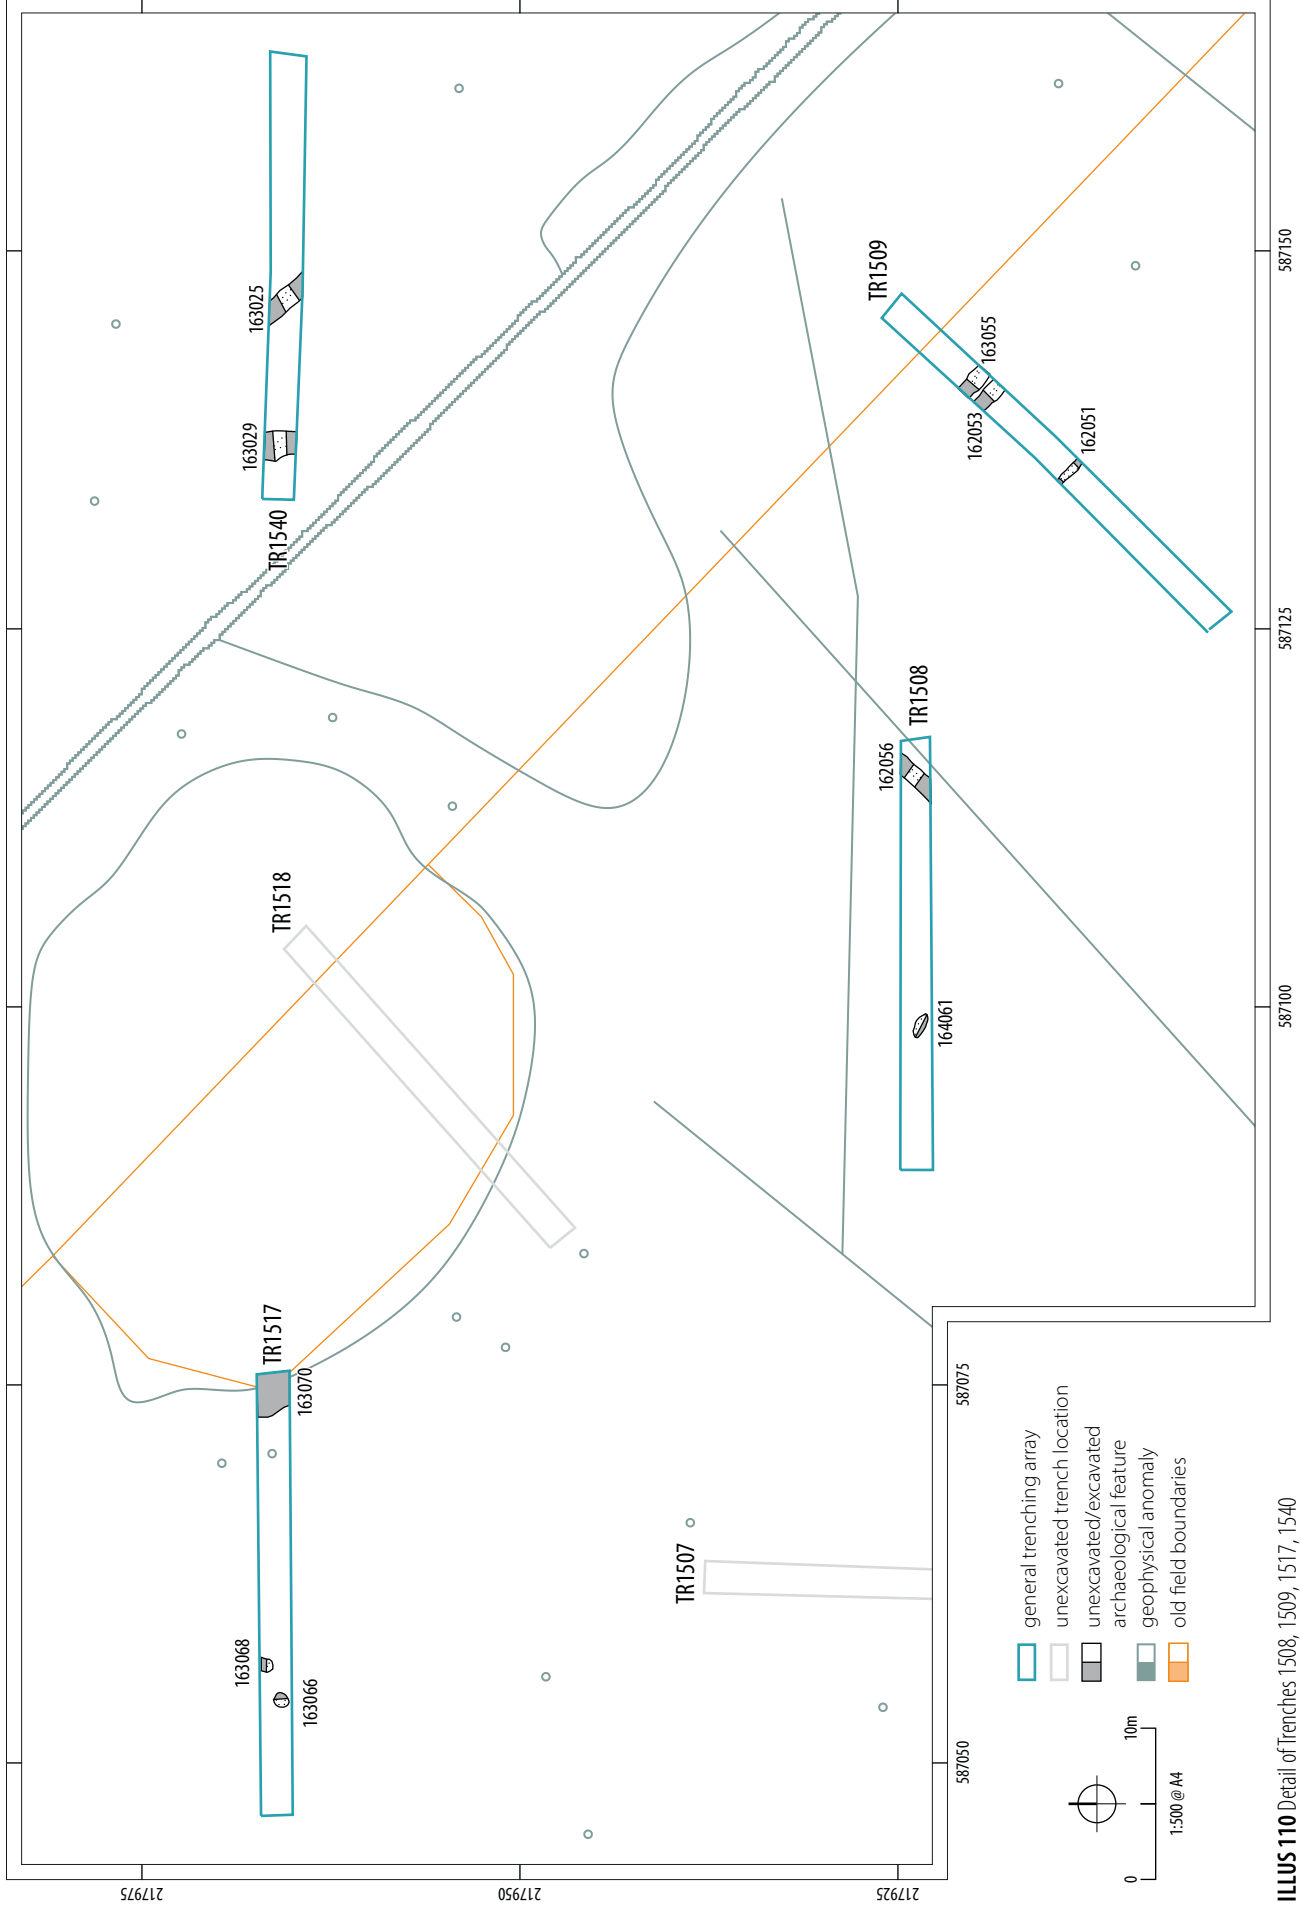 TR1540
163029
163025
TR1518
TR1517
163070
163068
163066
TR1507
TR1509
163055
162053
162051
TR1508
162056
164061
217975
217950
217925
587050
587075
587100
587125
587150
general trenching array
unexcavated trench location
unexcavated/excavated
archaeological feature
geophysical anomaly
old field boundaries
0
10m
1:500 @ A4
ILLUS 110 Detail of Trenches 1508, 1509, 1517, 1540